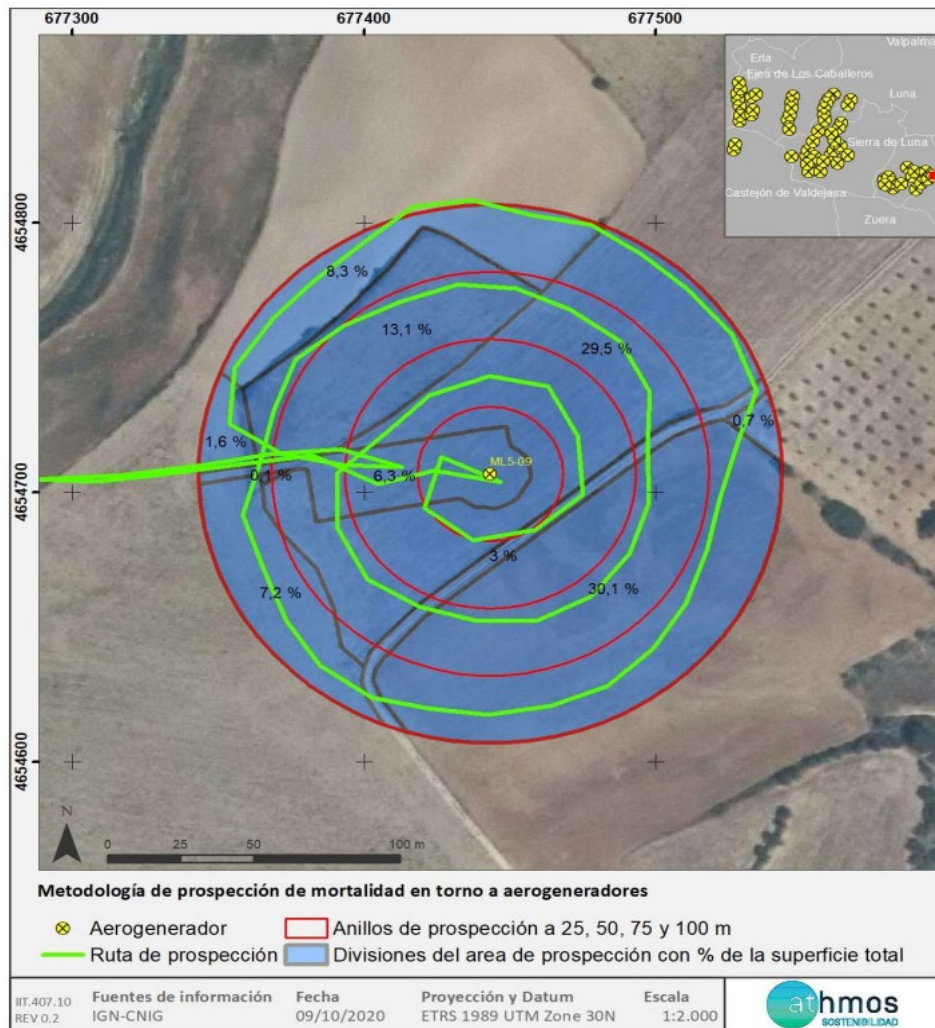 677300 677400 677500
Valpalma
Erla
Ejea de Los Caballeros
Luna
Sierra de Luna
Castejón de Valdejasa
Zuera
4654800
4654700
4654600
8,3 %
13,1 %
29,5 %
0,7 %
1,6 %
ML5-09
0,1 %
6,3 %
3 %
7,2 %
30,1 %
N
0 25 50 100 m
Metodología de prospección de mortalidad en torno a aerogeneradores
Aerogenerador Anillos de prospección a 25, 50, 75 y 100 m
Ruta de prospección Divisiones del area de prospección con % de la superficie total
IIT.407.10 Fuentes de información Fecha Proyección y Datum Escala
REV 0.2 IGN-CNIG 09/10/2020 ETRS 1989 UTM Zone 30N 1:2.000
athmos
SOSTENIBILIDAD